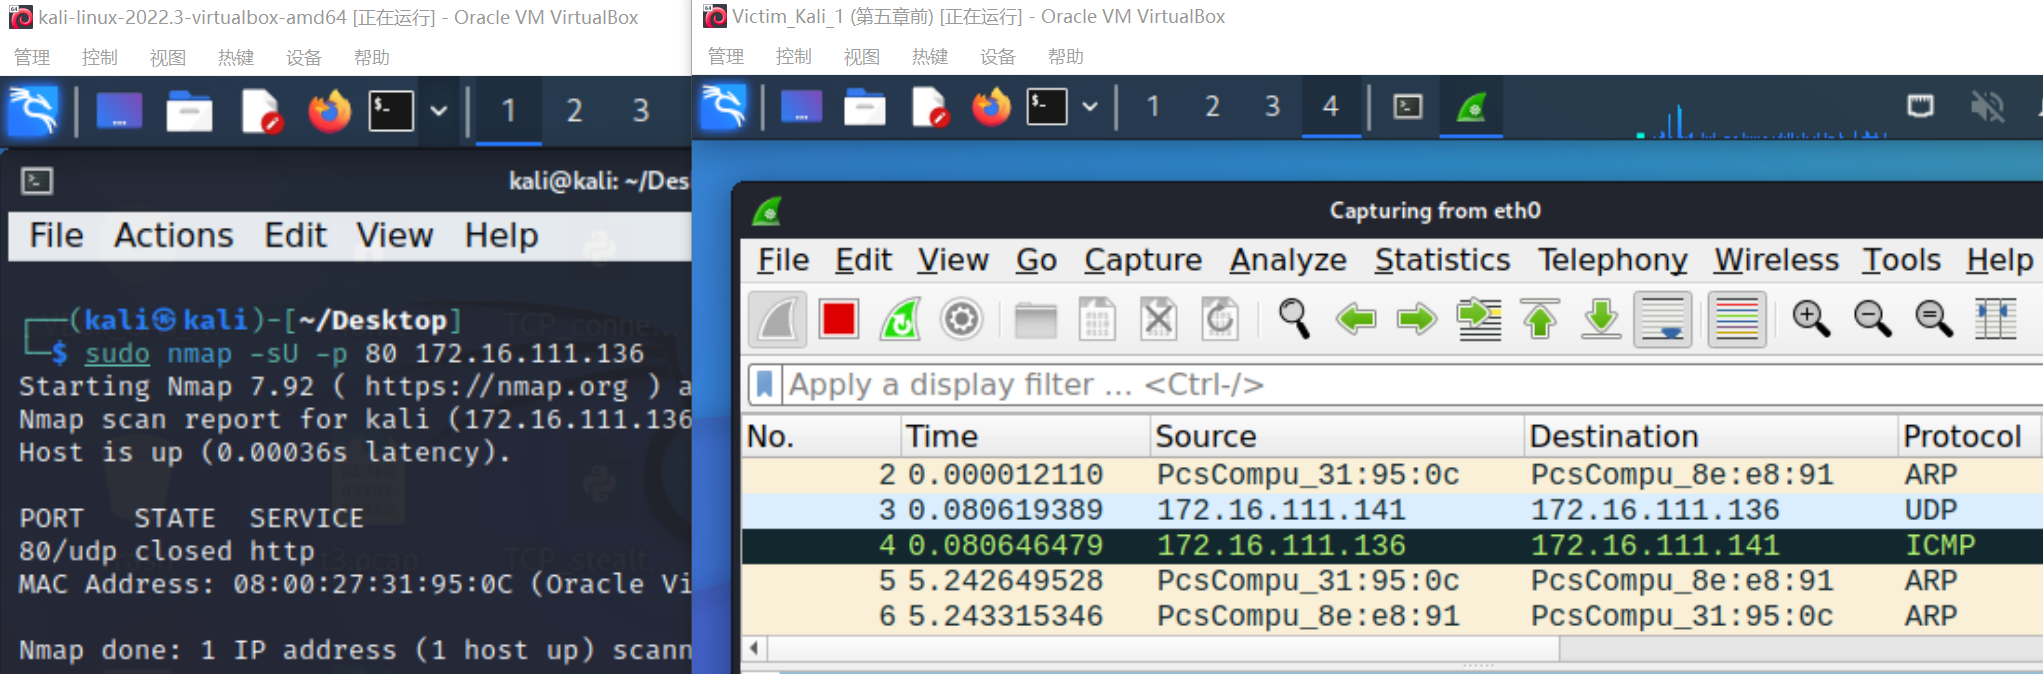 kali-linux-2022.3-virtualbox-amd64 [正在运行] - Oracle VM VirtualBox
管理 控制 视图 热键 设备 帮助
1 2 3
kali@kali: ~/Des
File Actions Edit View Help
(kali㉿kali)-[~/Desktop]
$ sudo nmap -sU -p 80 172.16.111.136
Starting Nmap 7.92 ( https://nmap.org ) a
Nmap scan report for kali (172.16.111.136
Host is up (0.00036s latency).
PORT STATE SERVICE
80/udp closed http
MAC Address: 08:00:27:31:95:0C (Oracle Vi
Nmap done: 1 IP address (1 host up) scann
Victim_Kali_1 (第五章前) [正在运行] - Oracle VM VirtualBox
管理 控制 视图 热键 设备 帮助
1 2 3 4
Capturing from eth0
File Edit View Go Capture Analyze Statistics Telephony Wireless Tools Help
Apply a display filter ... <Ctrl-/>
No. Time Source Destination Protocol
2 0.000012110 PcsCompu_31:95:0c PcsCompu_8e:e8:91 ARP
3 0.080619389 172.16.111.141 172.16.111.136 UDP
4 0.080646479 172.16.111.136 172.16.111.141 ICMP
5 5.242649528 PcsCompu_31:95:0c PcsCompu_8e:e8:91 ARP
6 5.243315346 PcsCompu_8e:e8:91 PcsCompu_31:95:0c ARP